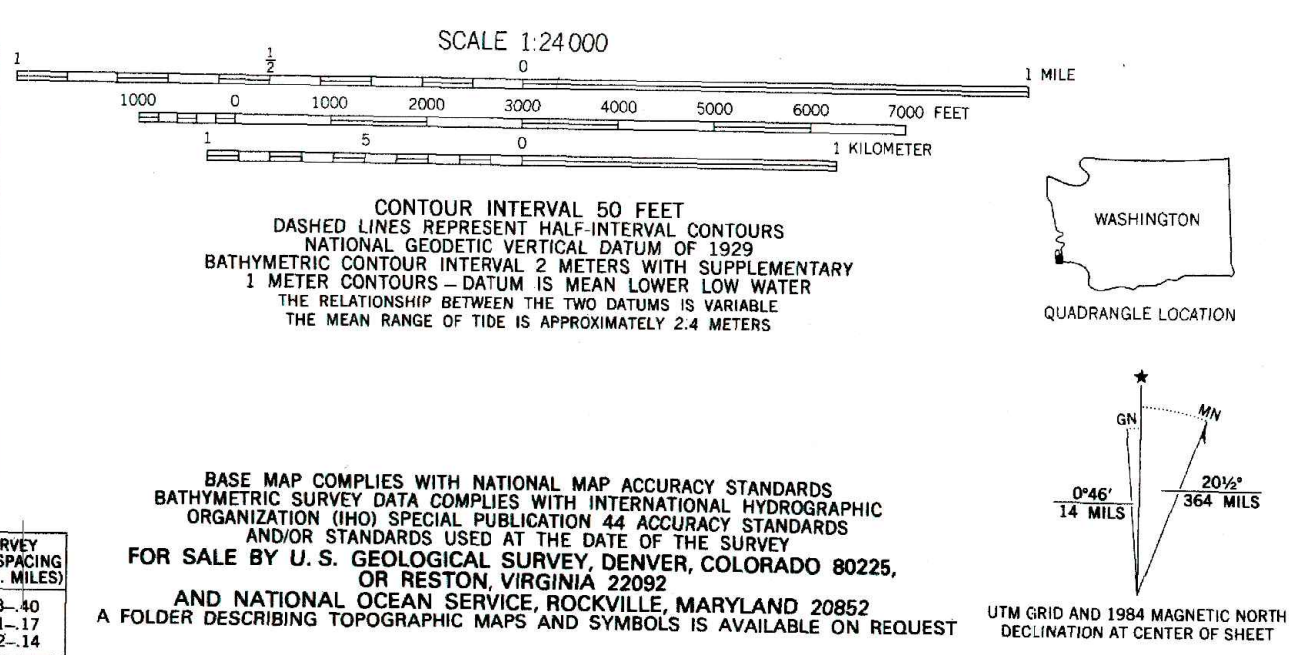 SCALE 1:24 000
1 ½ 0 1 MILE
1000 0 1000 2000 3000 4000 5000 6000 7000 FEET
1 5 0 1 KILOMETER
CONTOUR INTERVAL 50 FEET
DASHED LINES REPRESENT HALF-INTERVAL CONTOURS
NATIONAL GEODETIC VERTICAL DATUM OF 1929
BATHYMETRIC CONTOUR INTERVAL 2 METERS WITH SUPPLEMENTARY
1 METER CONTOURS – DATUM IS MEAN LOWER LOW WATER
THE RELATIONSHIP BETWEEN THE TWO DATUMS IS VARIABLE
THE MEAN RANGE OF TIDE IS APPROXIMATELY 2.4 METERS
WASHINGTON
QUADRANGLE LOCATION
BASE MAP COMPLIES WITH NATIONAL MAP ACCURACY STANDARDS
BATHYMETRIC SURVEY DATA COMPLIES WITH INTERNATIONAL HYDROGRAPHIC
ORGANIZATION (IHO) SPECIAL PUBLICATION 44 ACCURACY STANDARDS
AND/OR STANDARDS USED AT THE DATE OF THE SURVEY
FOR SALE BY U. S. GEOLOGICAL SURVEY, DENVER, COLORADO 80225,
OR RESTON, VIRGINIA 22092
AND NATIONAL OCEAN SERVICE, ROCKVILLE, MARYLAND 20852
A FOLDER DESCRIBING TOPOGRAPHIC MAPS AND SYMBOLS IS AVAILABLE ON REQUEST
RVEY
SPACING
. MILES)
–.40
–.17
2–.14
★
GN MN
0°46′ 20½°
14 MILS 364 MILS
UTM GRID AND 1984 MAGNETIC NORTH
DECLINATION AT CENTER OF SHEET